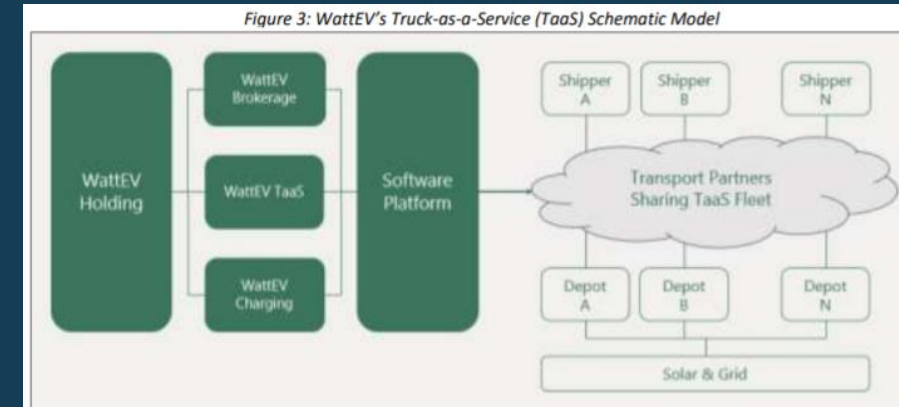 Figure 3: WattEV's Truck-as-a-Service (TaaS) Schematic Model
WattEV
Holding
WattEV
Brokerage
WattEV TaaS
WattEV
Charging
Software
Platform
Shipper
A
Shipper
B
Shipper
N
Transport Partners
Sharing TaaS Fleet
Depot
A
Depot
B
Depot
N
Solar & Grid